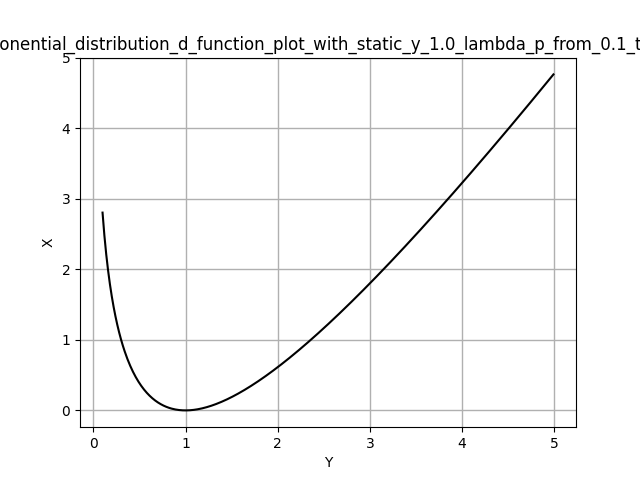 onential_distribution_d_function_plot_with_static_y_1.0_lambda_p_from_0.1_t
5
4
3
2
1
0
X
0 1 2 3 4 5
Y